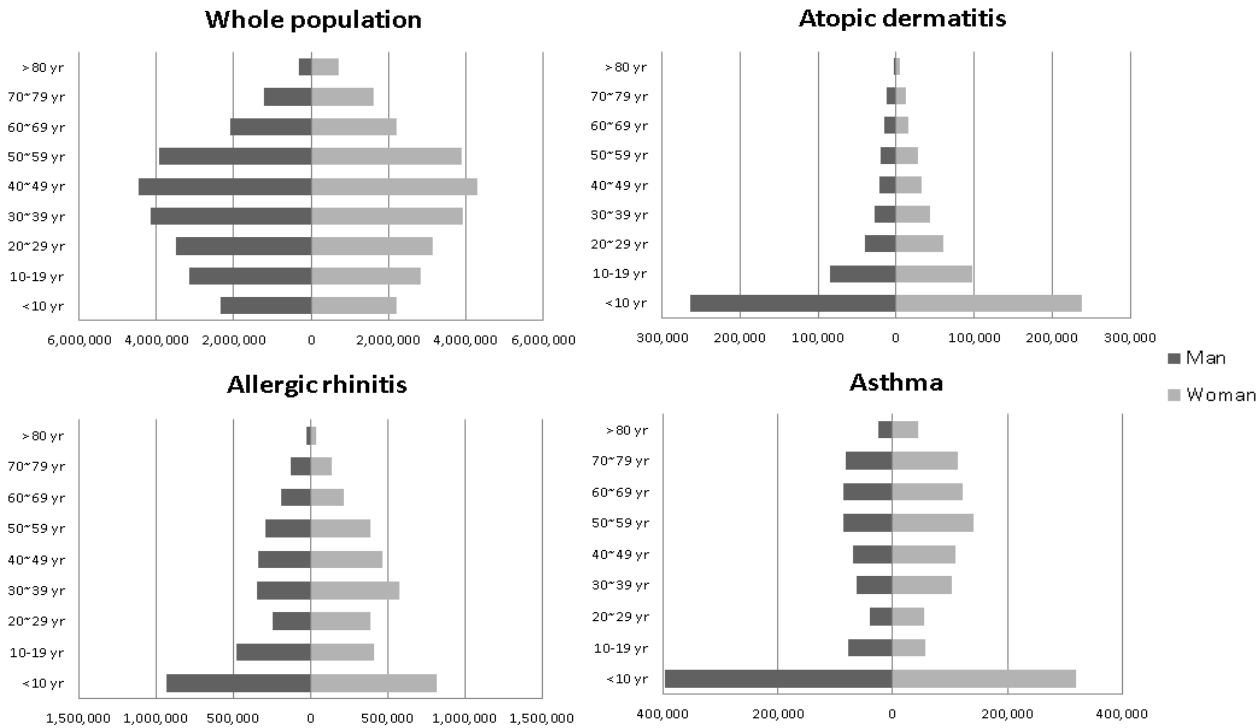 Whole population
>80 yr
70~79 yr
60~69 yr
50~59 yr
40~49 yr
30~39 yr
20~29 yr
10-19 yr
<10 yr
6,000,000 4,000,000 2,000,000 0 2,000,000 4,000,000 6,000,000
Atopic dermatitis
>80 yr
70~79 yr
60~69 yr
50~59 yr
40~49 yr
30~39 yr
20~29 yr
10-19 yr
<10 yr
300,000 200,000 100,000 0 100,000 200,000 300,000
Man
Woman
Allergic rhinitis
>80 yr
70~79 yr
60~69 yr
50~59 yr
40~49 yr
30~39 yr
20~29 yr
10-19 yr
<10 yr
1,500,000 1,000,000 500,000 0 500,000 1,000,000 1,500,000
Asthma
>80 yr
70~79 yr
60~69 yr
50~59 yr
40~49 yr
30~39 yr
20~29 yr
10-19 yr
<10 yr
400,000 200,000 0 200,000 400,000